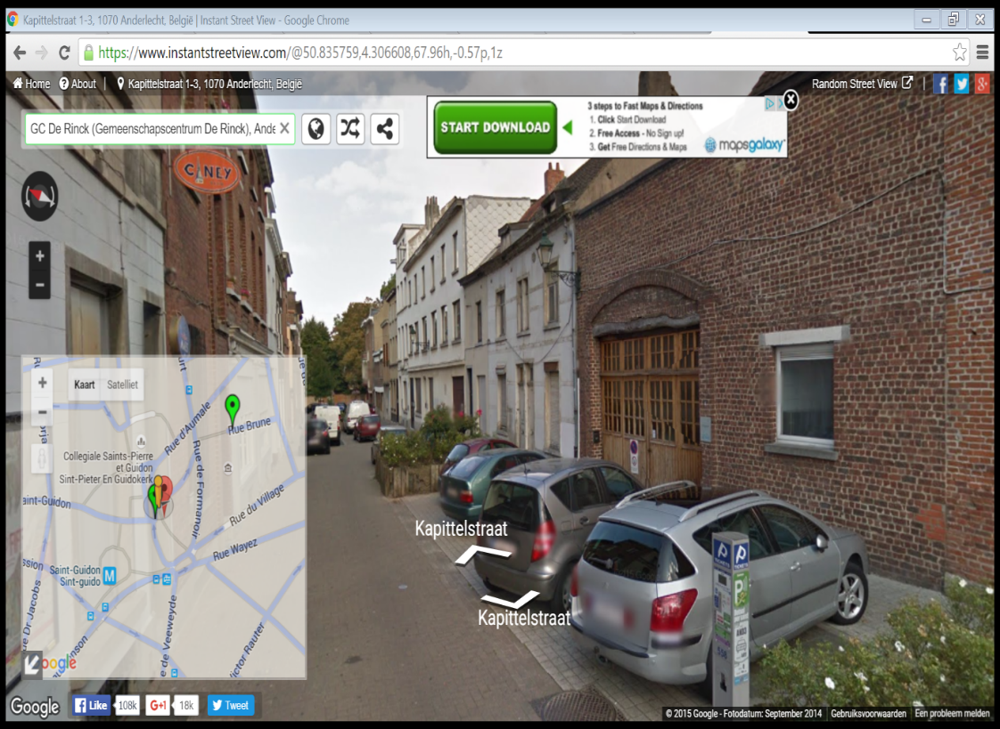 Kapittelstraat 1-3, 1070 Anderlecht, België | Instant Street View - Google Chrome
https://www.instantstreetview.com/@50.835759,4.306608,67.96h,-0.57p,1z
Home About | Kapittelstraat 1-3, 1070 Anderlecht, België
Random Street View |
GC De Rinck (Gemeenschapscentrum De Rinck), Ande
START DOWNLOAD
3 steps to Fast Maps & Directions
1. Click Start Download
2. Free Access - No Sign up!
3. Get Free Directions & Maps
mapsgalaxy
CINEY
Kaart Satelliet
Rue d'Aumale
Rue Brune
Collegiale Saints-Pierre
et Guidon
Sint-Pieter En Guidokerk
Rue de Formanoir
aint-Guidon
Rue du Village
Rue Wayez
Saint-Guidon
Sint-guido
M
ue Dr Jacobs
e de Veeweyde
ictor Rauter
oogle
Kapittelstraat
Kapittelstraat
P P
TICKETS
P
Google
Like 108k G+1 18k Tweet
© 2015 Google - Fotodatum: September 2014 Gebruiksvoorwaarden Een probleem melden